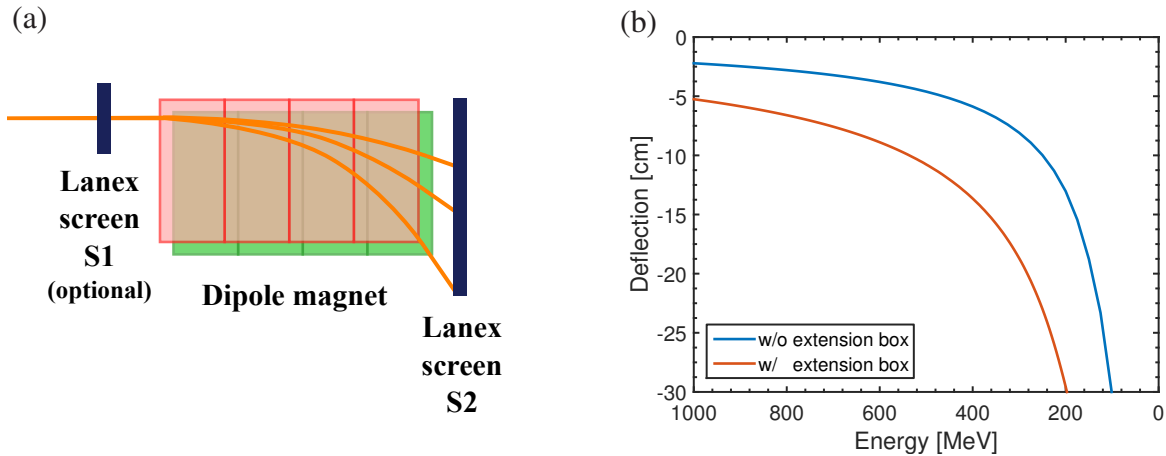 (a)
Lanex
screen
S1
(optional)
Dipole magnet
Lanex
screen
S2
(b)
0
-5
-10
-15
-20
-25
-30
Deflection [cm]
w/o extension box
w/ extension box
1000 800 600 400 200 0
Energy [MeV]